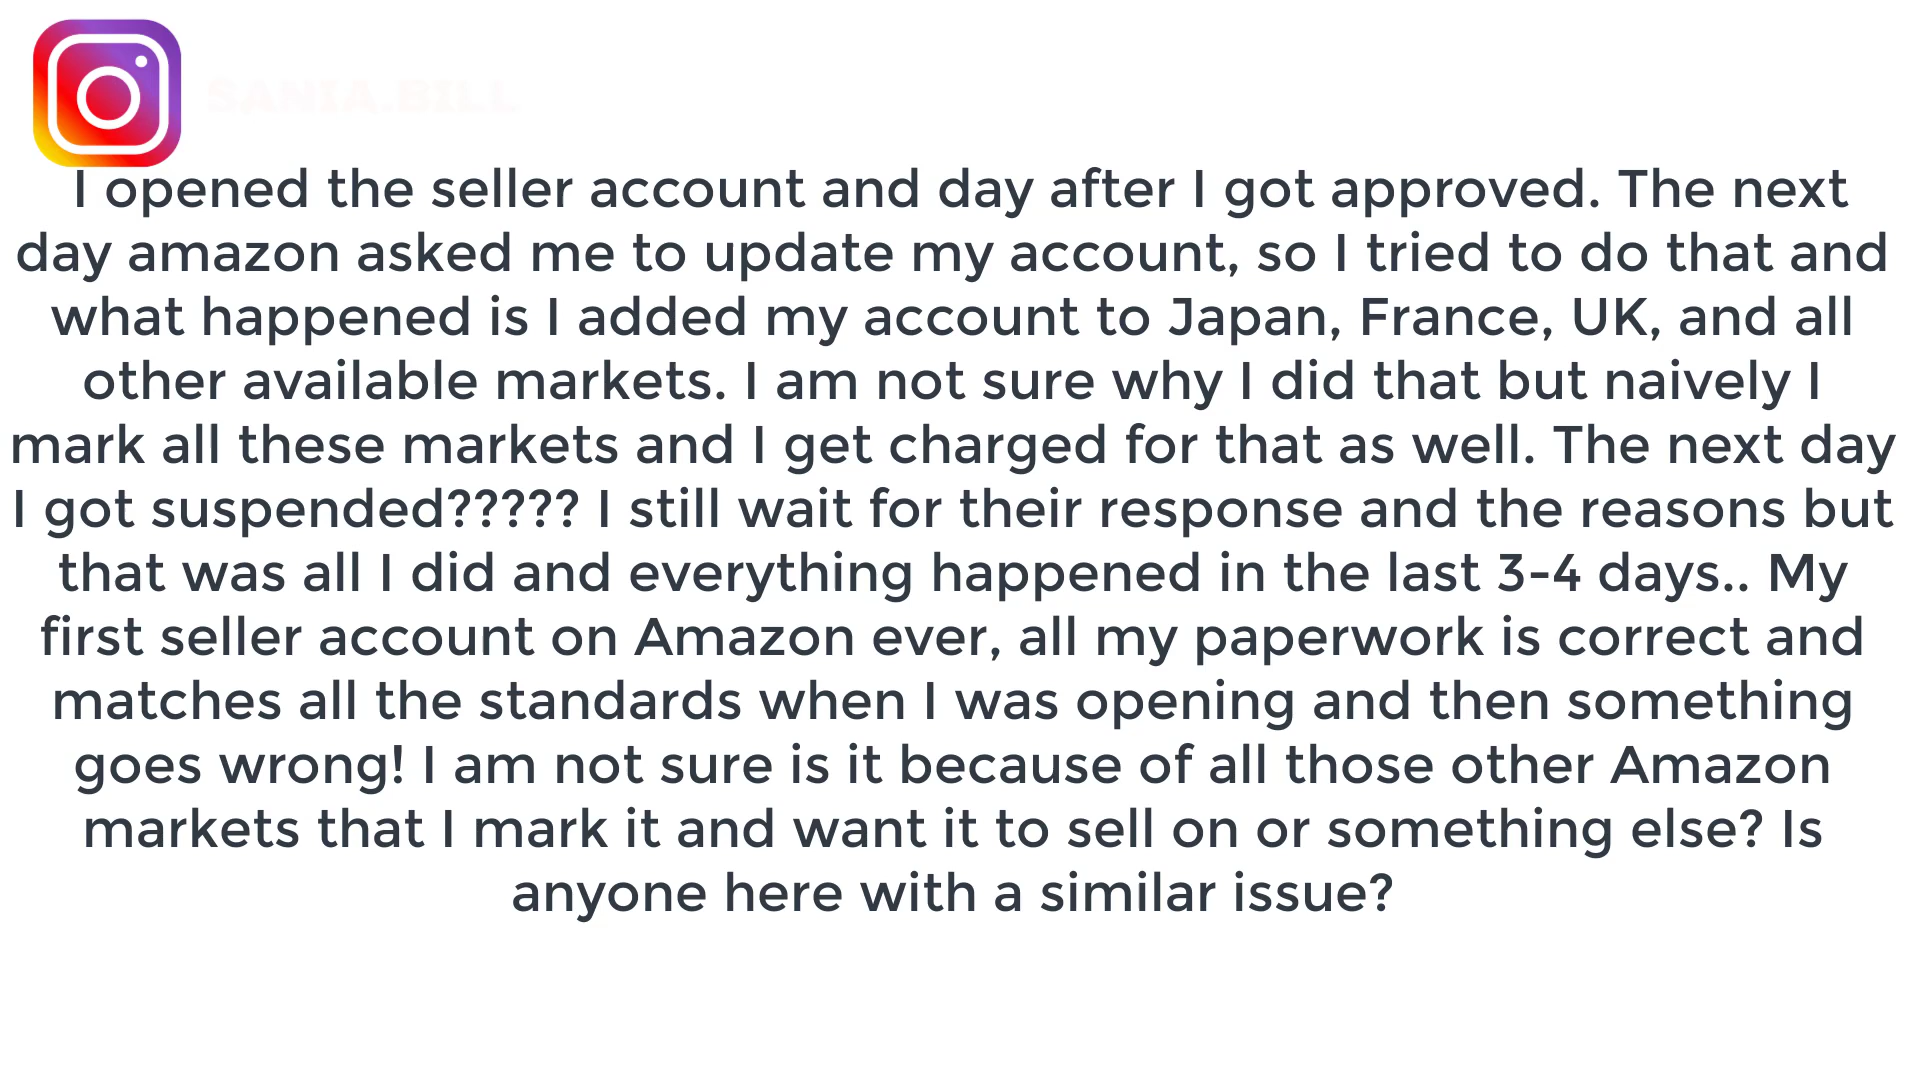 SANIA.BILL
I opened the seller account and day after I got approved. The next
day amazon asked me to update my account, so I tried to do that and
what happened is I added my account to Japan, France, UK, and all
other available markets. I am not sure why I did that but naively I
mark all these markets and I get charged for that as well. The next day
I got suspended????? I still wait for their response and the reasons but
that was all I did and everything happened in the last 3-4 days.. My
first seller account on Amazon ever, all my paperwork is correct and
matches all the standards when I was opening and then something
goes wrong! I am not sure is it because of all those other Amazon
markets that I mark it and want it to sell on or something else? Is
anyone here with a similar issue?